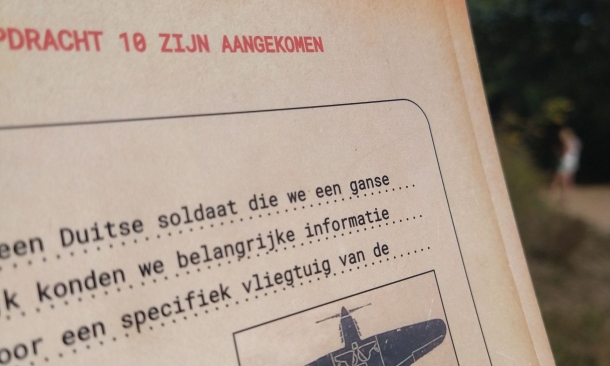 PDRACHT 10 ZIJN AANGEKOMEN
een Duitse soldaat die we een ganse
k konden we belangrijke informatie
oor een specifiek vliegtuig van de